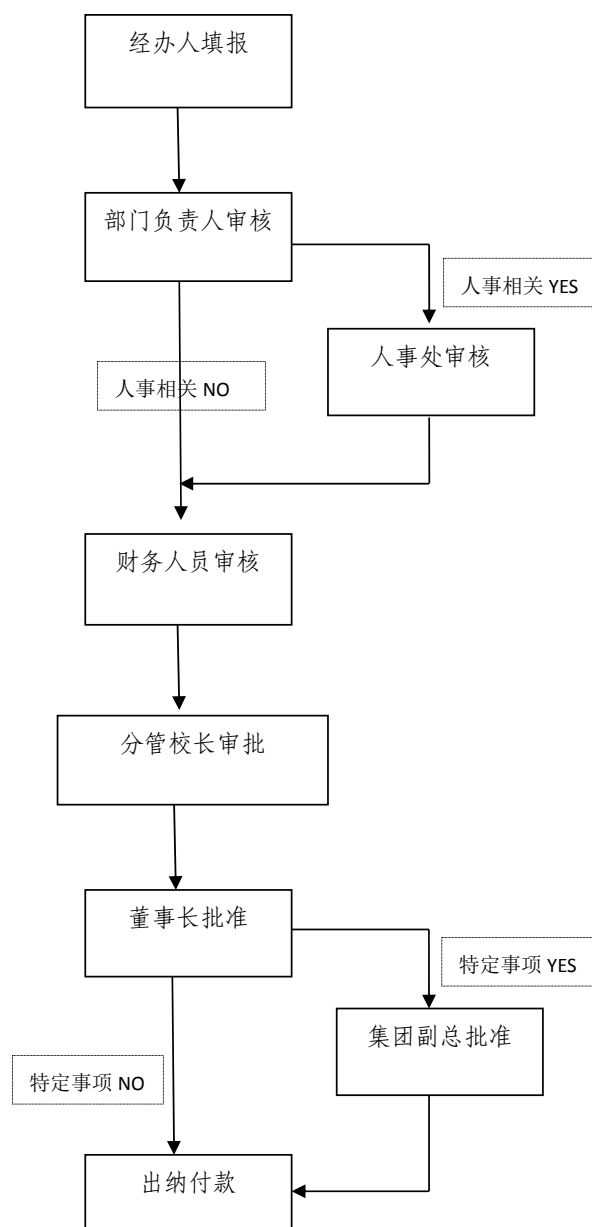 经办人填报
部门负责人审核
人事相关 YES
人事处审核
人事相关 NO
财务人员审核
分管校长审批
董事长批准
特定事项 YES
集团副总批准
特定事项 NO
出纳付款